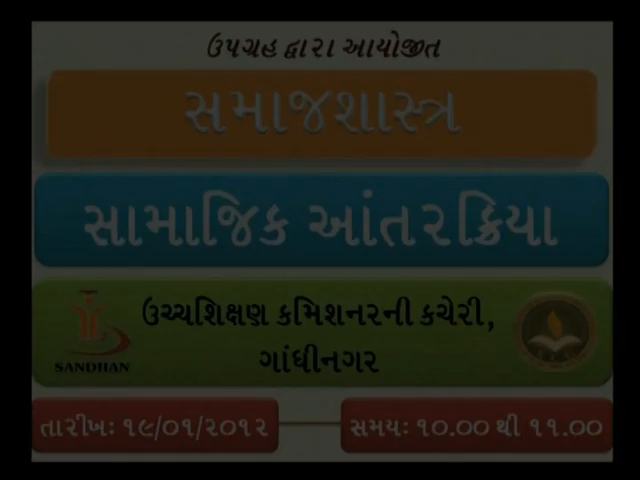 ઉપગ્રહ દ્વારા આયોજીત
સમાજશાસ્ત્ર
સામાજિક આંતરક્રિયા
ઉચ્ચશિક્ષણ કમિશનરની કચેરી,
ગાંધીનગર
SANDHAN
તારીખઃ ૧૯/૦૧/૨૦૧૨
સમયઃ ૧૦.૦૦ થી ૧૧.૦૦